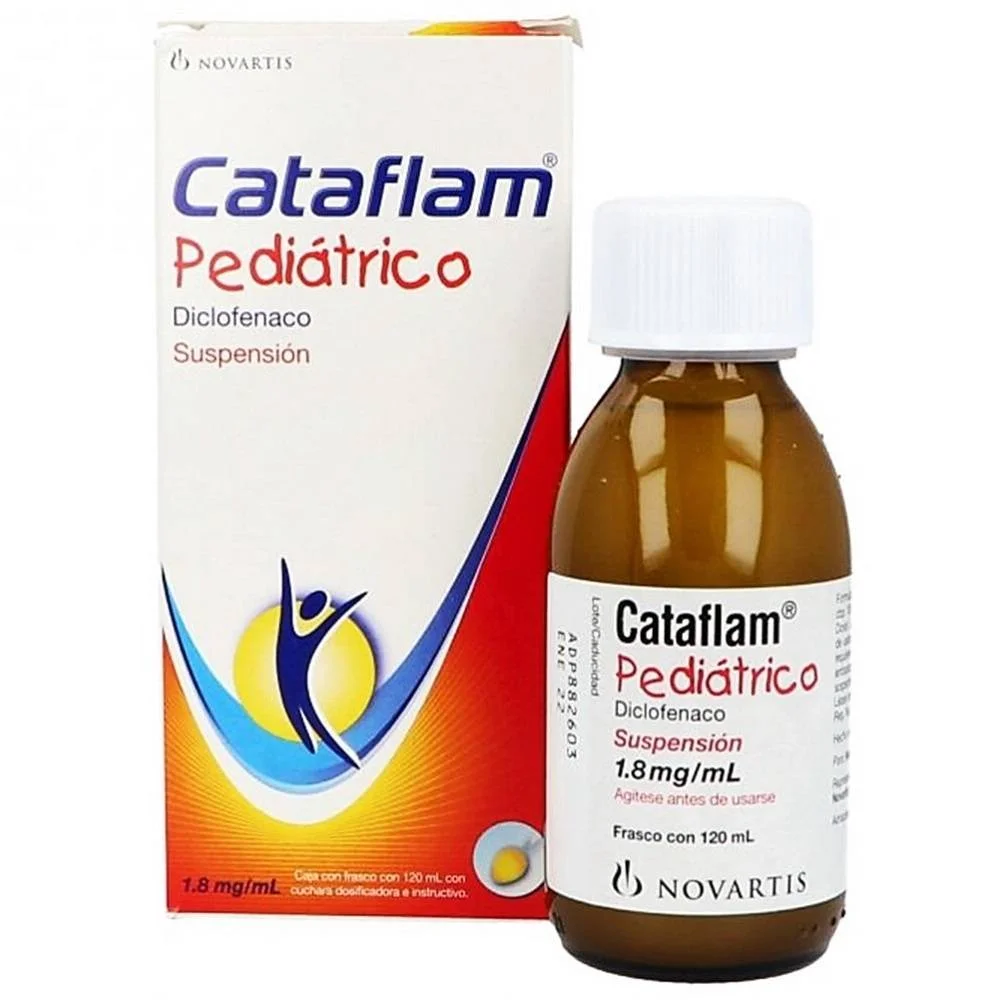 NOVARTIS
Cataflam®
Pediátrico
Diclofenaco
Suspensión
1.8 mg/mL
Caja con frasco con 120 mL con
cuchara dosificadora e instructivo.
Lote/Caducidad
ADP882603
ENE 22
Cataflam®
Pediátrico
Diclofenaco
Suspensión
1.8 mg/mL
Agítese antes de usarse
Frasco con 120 mL
NOVARTIS